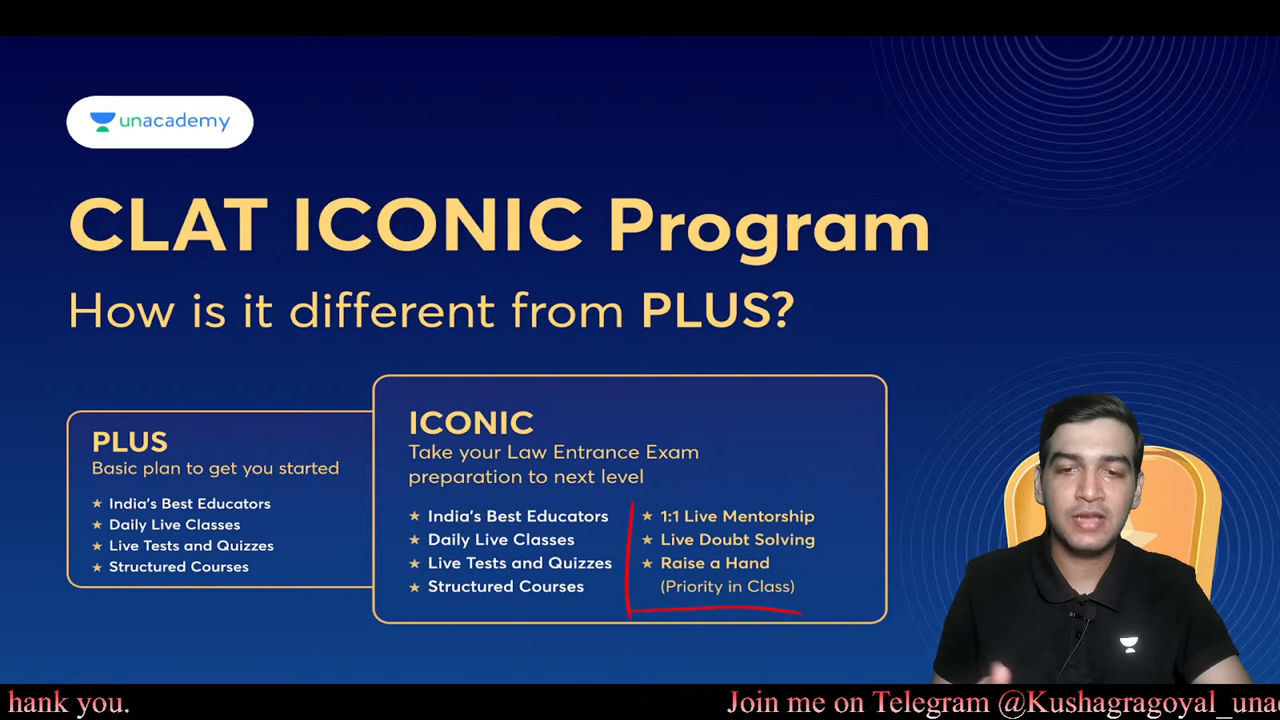 unacademy
CLAT ICONIC Program
How is it different from PLUS?
PLUS
Basic plan to get you started
★ India's Best Educators
★ Daily Live Classes
★ Live Tests and Quizzes
★ Structured Courses
ICONIC
Take your Law Entrance Exam
preparation to next level
★ India's Best Educators
★ Daily Live Classes
★ Live Tests and Quizzes
★ Structured Courses
★ 1:1 Live Mentorship
★ Live Doubt Solving
★ Raise a Hand
(Priority in Class)
hank you.
Join me on Telegram @Kushagragoyal_una